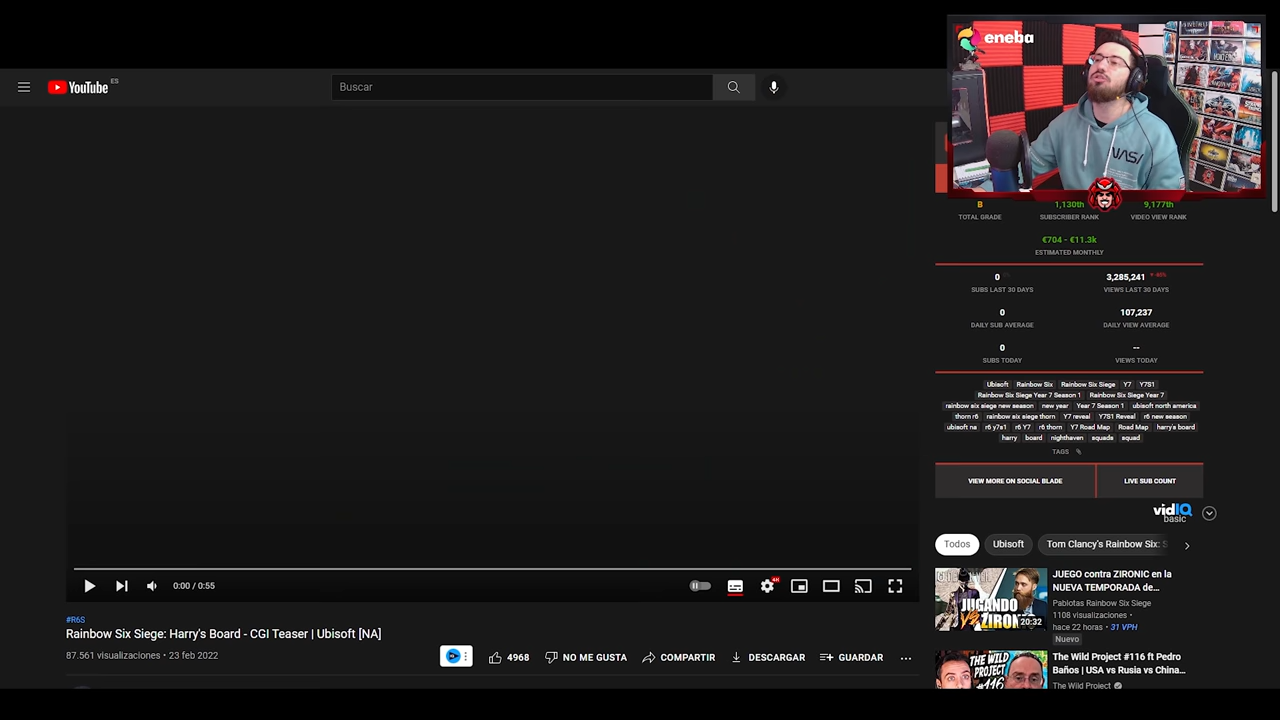 eneba
NASA
YouTube ES
Buscar
B
1,130th
9,177th
TOTAL GRADE
SUBSCRIBER RANK
VIDEO VIEW RANK
€704 - €11.3k
ESTIMATED MONTHLY
0
3,285,241
SUBS LAST 30 DAYS
VIEWS LAST 30 DAYS
0
107,237
DAILY SUB AVERAGE
DAILY VIEW AVERAGE
0
--
SUBS TODAY
VIEWS TODAY
Ubisoft Rainbow Six Rainbow Six Siege Y7 Y7S1
Rainbow Six Siege Year 7 Season 1 Rainbow Six Siege Year 7
rainbow six siege new season new year Year 7 Season 1 ubisoft north america
thorn r6 rainbow six siege thorn Y7 reveal Y7S1 Reveal r6 new season
ubisoft na r6 y7s1 r6 Y7 r6 thorn Y7 Road Map Road Map harry's board
harry board nighthaven squads squad
TAGS
VIEW MORE ON SOCIAL BLADE
LIVE SUB COUNT
vidIQ
basic
Todos
Ubisoft
Tom Clancy's Rainbow Six: S
JUGANDO
VS ZIRONIC
20:32
JUEGO contra ZIRONIC en la
NUEVA TEMPORADA de...
Pablotas Rainbow Six Siege
1108 visualizaciones •
hace 22 horas • 31 VPH
Nuevo
THE WILD
PROJECT
#116
The Wild Project #116 ft Pedro
Baños | USA vs Rusia vs China...
The Wild Project
0:00 / 0:55
#R6S
Rainbow Six Siege: Harry's Board - CGI Teaser | Ubisoft [NA]
87.561 visualizaciones • 23 feb 2022
4968
NO ME GUSTA
COMPARTIR
DESCARGAR
GUARDAR